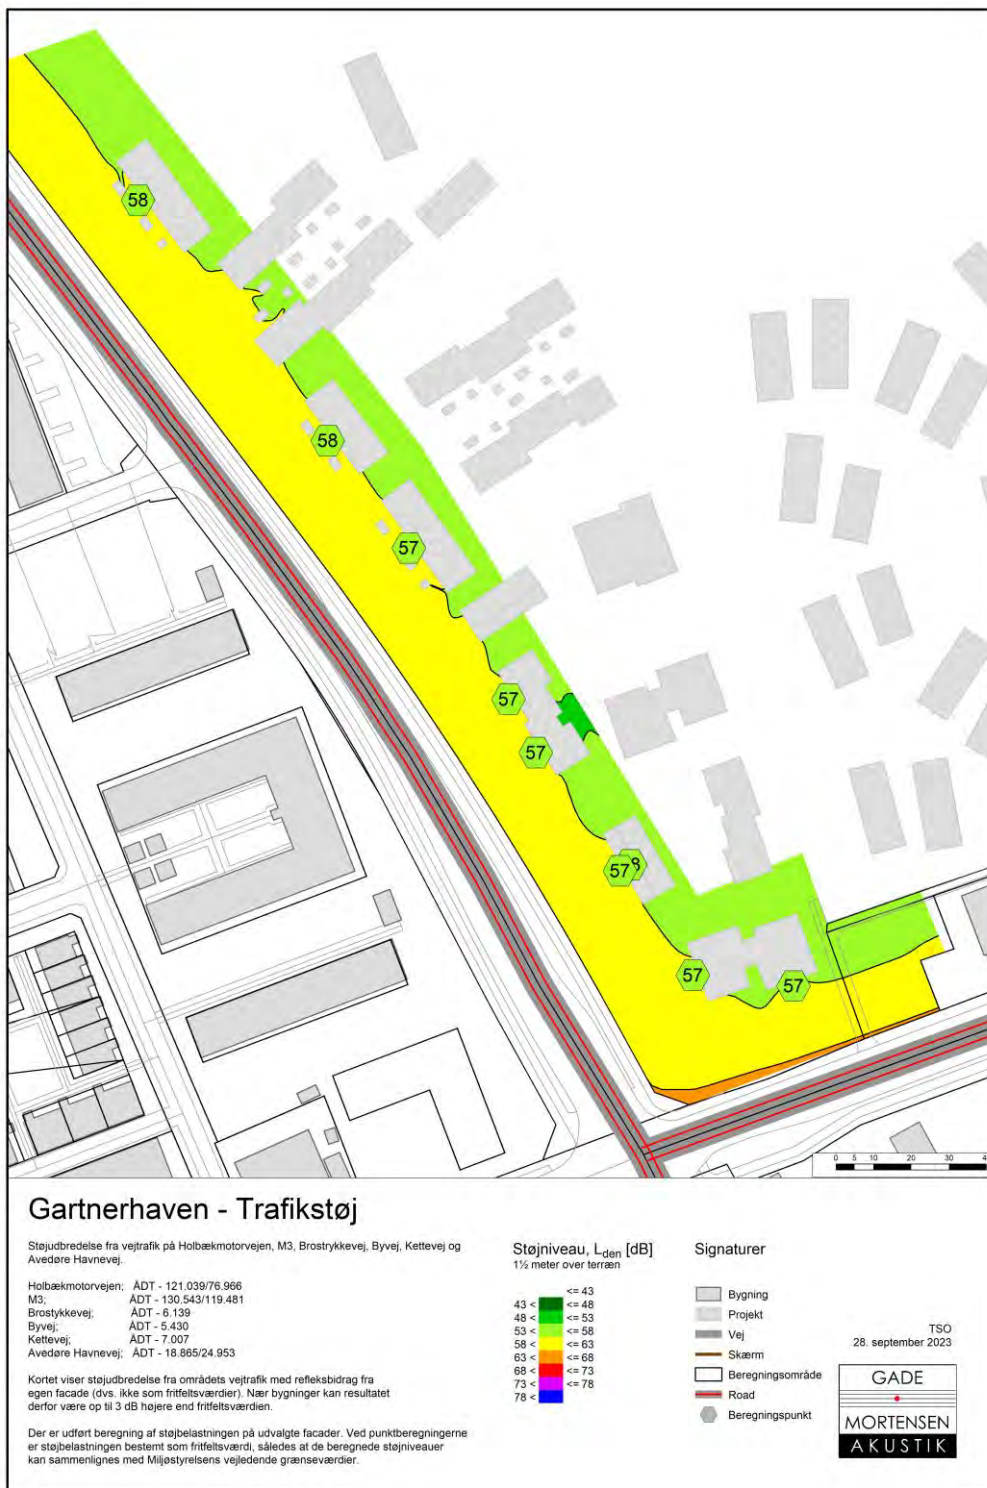 58
58
57
57
57
57
57
57
0 5 10 20 30
Gartnerhaven - Trafikstøj
Støjudbredelse fra vejtrafik på Holbækmotorvejen, M3, Brostrykkevej, Byvej, Kettevej og
Avedøre Havnevej.
Holbækmotorvejen; ÅDT - 121.039/76.966
M3; ÅDT - 130.543/119.481
Brostykkevej; ÅDT - 6.139
Byvej; ÅDT - 5.430
Kettevej; ÅDT - 7.007
Avedøre Havnevej; ÅDT - 18.865/24.953
Kortet viser støjudbredelse fra områdets vejtrafik med refleksbidrag fra
egen facade (dvs. ikke som fritfeltsværdier). Nær bygninger kan resultatet
derfor være op til 3 dB højere end fritfeltsværdien.
Der er udført beregning af støjbelastningen på udvalgte facader. Ved punktberegningerne
er støjbelastningen bestemt som fritfeltsværdi, således at de beregnede støjniveauer
kan sammenlignes med Miljøstyrelsens vejledende grænseværdier.
Støjniveau, Lden [dB]
1½ meter over terræn
<= 43
43 < <= 48
48 < <= 53
53 < <= 58
58 < <= 63
63 < <= 68
68 < <= 73
73 < <= 78
78 <
Signaturer
Bygning
Projekt
Vej
Skærm
Beregningsområde
Road
Beregningspunkt
TSO
28. september 2023
GADE
MORTENSEN
AKUSTIK